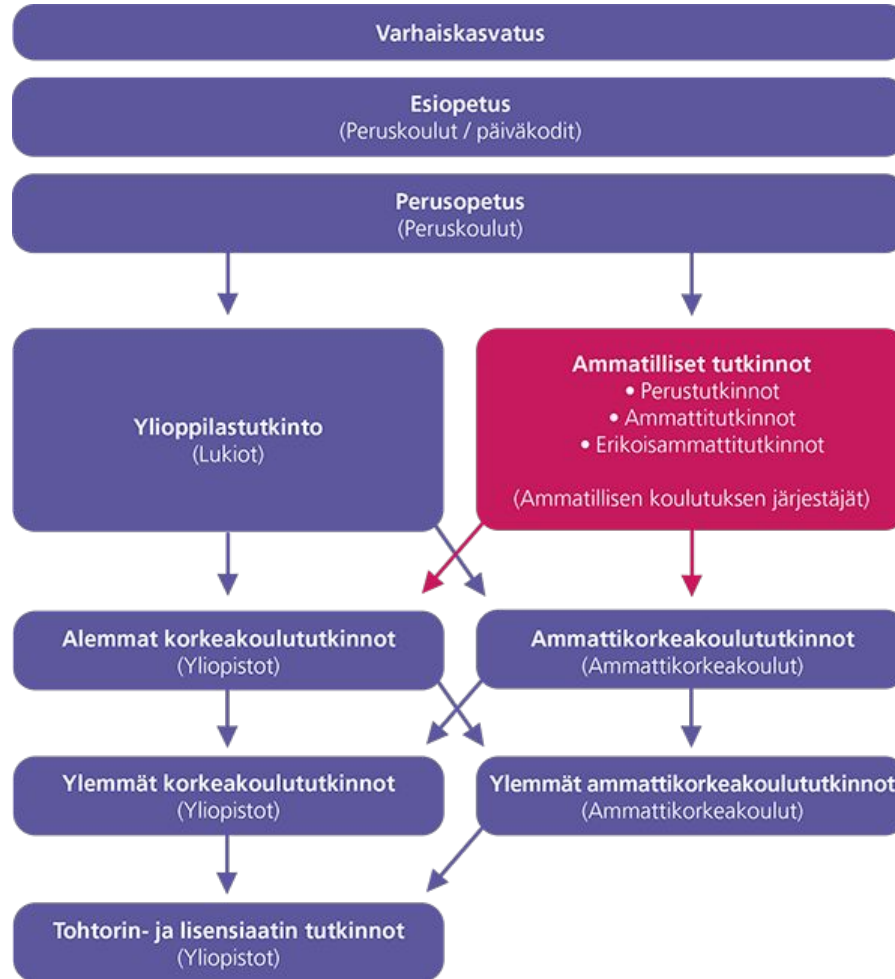 Varhaiskasvatus
Esiopetus
(Peruskoulut / päiväkodit)
Perusopetus
(Peruskoulut)
Ylioppilastutkinto
(Lukiot)
Ammatilliset tutkinnot
• Perustutkinnot
• Ammattitutkinnot
• Erikoisammattitutkinnot
(Ammatillisen koulutuksen järjestäjät)
Alemmat korkeakoulututkinnot
(Yliopistot)
Ammattikorkeakoulututkinnot
(Ammattikorkeakoulut)
Ylemmät korkeakoulututkinnot
(Yliopistot)
Ylemmät ammattikorkeakoulututkinnot
(Ammattikorkeakoulut)
Tohtorin- ja lisensiaatin tutkinnot
(Yliopistot)